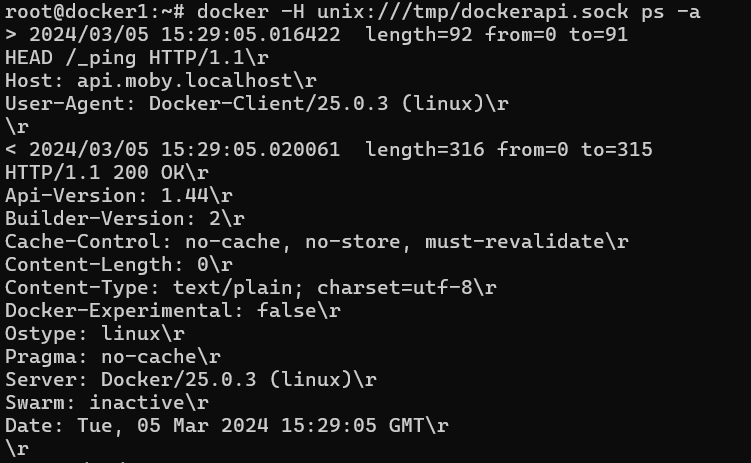 root@docker1:~# docker -H unix:///tmp/dockerapi.sock ps -a
> 2024/03/05 15:29:05.016422  length=92 from=0 to=91
HEAD /_ping HTTP/1.1\r
Host: api.moby.localhost\r
User-Agent: Docker-Client/25.0.3 (linux)\r
\r
< 2024/03/05 15:29:05.020061  length=316 from=0 to=315
HTTP/1.1 200 OK\r
Api-Version: 1.44\r
Builder-Version: 2\r
Cache-Control: no-cache, no-store, must-revalidate\r
Content-Length: 0\r
Content-Type: text/plain; charset=utf-8\r
Docker-Experimental: false\r
Ostype: linux\r
Pragma: no-cache\r
Server: Docker/25.0.3 (linux)\r
Swarm: inactive\r
Date: Tue, 05 Mar 2024 15:29:05 GMT\r
\r